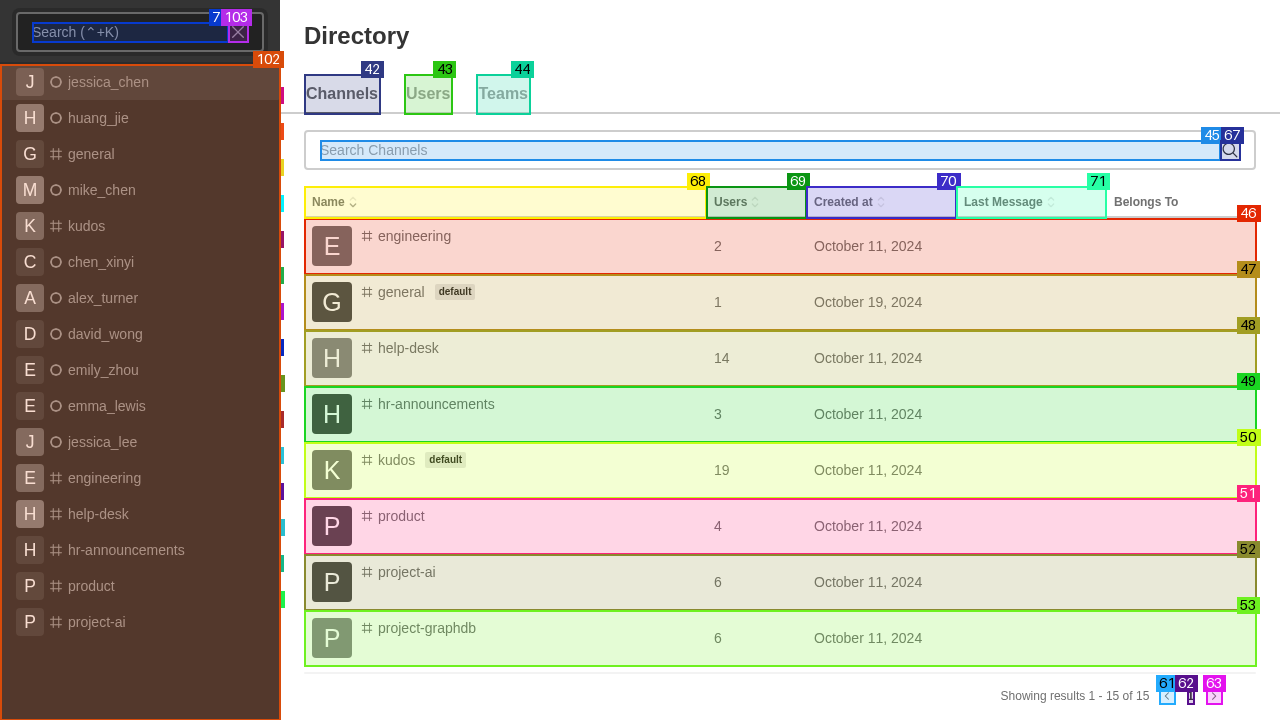 Search (⌃+K)
7
103
102
J jessica_chen
H huang_jie
G general
M mike_chen
K kudos
C chen_xinyi
A alex_turner
D david_wong
E emily_zhou
E emma_lewis
J jessica_lee
E engineering
H help-desk
H hr-announcements
P product
P project-ai
Directory
42
43
44
Channels
Users
Teams
45
67
Search Channels
68
69
70
71
Name
Users
Created at
Last Message
Belongs To
46
E engineering 2 October 11, 2024
47
G general default 1 October 19, 2024
48
H help-desk 14 October 11, 2024
49
H hr-announcements 3 October 11, 2024
50
K kudos default 19 October 11, 2024
51
P product 4 October 11, 2024
52
P project-ai 6 October 11, 2024
53
P project-graphdb 6 October 11, 2024
61
62
63
Showing results 1 - 15 of 15